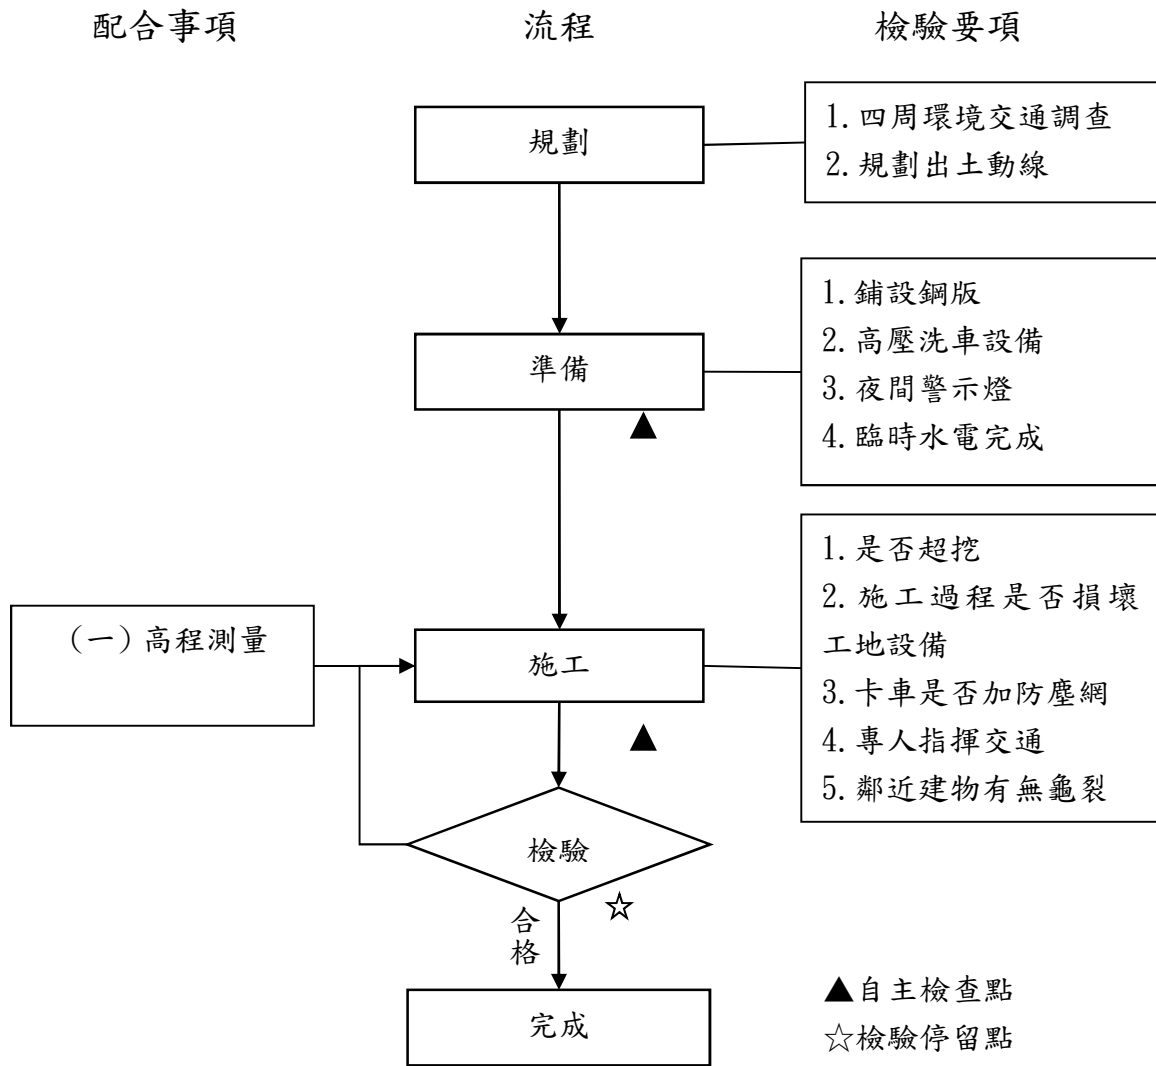 配合事項
流程
檢驗要項
規劃
1.四周環境交通調查
2.規劃出土動線
準備
▲
1.鋪設鋼版
2.高壓洗車設備
3.夜間警示燈
4.臨時水電完成
(一)高程測量
施工
▲
1.是否超挖
2.施工過程是否損壞
工地設備
3.卡車是否加防塵網
4.專人指揮交通
5.鄰近建物有無龜裂
檢驗
☆
合
格
完成
▲自主檢查點
☆檢驗停留點